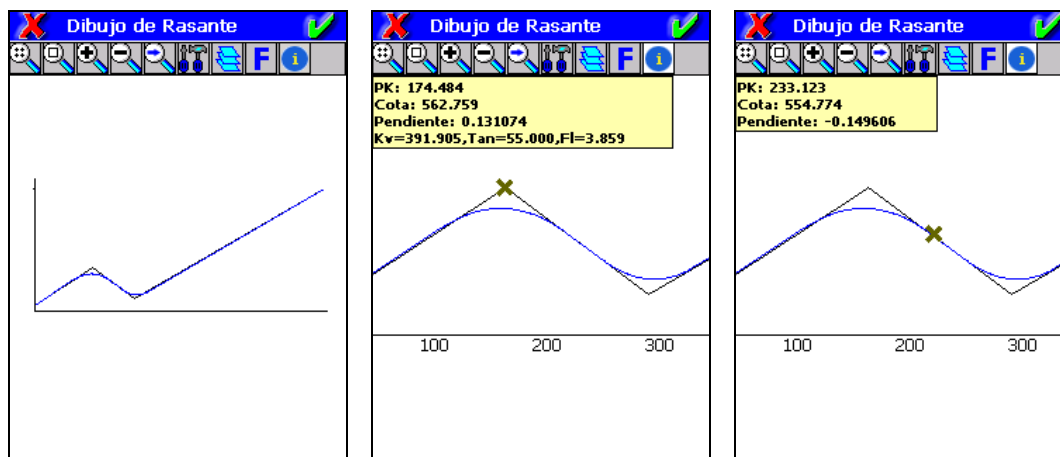 Dibujo de Rasante
F
i
Dibujo de Rasante
F
i
PK: 174.484
Cota: 562.759
Pendiente: 0.131074
Kv=391.905,Tan=55.000,Fl=3.859
100 200 300
Dibujo de Rasante
F
i
PK: 233.123
Cota: 554.774
Pendiente: -0.149606
100 200 300